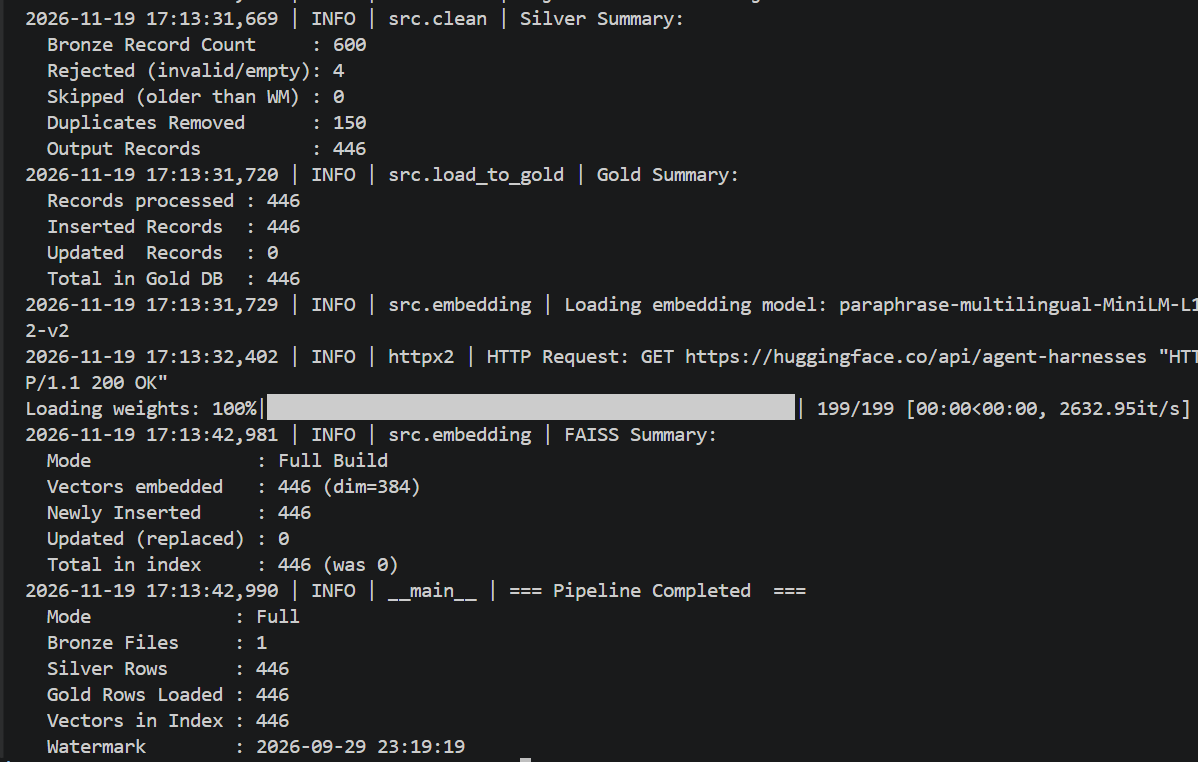 2026-11-19 17:13:31,669 | INFO | src.clean | Silver Summary:
  Bronze Record Count     : 600
  Rejected (invalid/empty): 4
  Skipped (older than WM) : 0
  Duplicates Removed      : 150
  Output Records          : 446
2026-11-19 17:13:31,720 | INFO | src.load_to_gold | Gold Summary:
  Records processed : 446
  Inserted Records  : 446
  Updated  Records  : 0
  Total in Gold DB  : 446
2026-11-19 17:13:31,729 | INFO | src.embedding | Loading embedding model: paraphrase-multilingual-MiniLM-L1
2-v2
2026-11-19 17:13:32,402 | INFO | httpx2 | HTTP Request: GET https://huggingface.co/api/agent-harnesses "HTT
P/1.1 200 OK"
Loading weights: 100%|          | 199/199 [00:00<00:00, 2632.95it/s]
2026-11-19 17:13:42,981 | INFO | src.embedding | FAISS Summary:
  Mode               : Full Build
  Vectors embedded   : 446 (dim=384)
  Newly Inserted     : 446
  Updated (replaced) : 0
  Total in index     : 446 (was 0)
2026-11-19 17:13:42,990 | INFO | __main__ | === Pipeline Completed  ===
  Mode             : Full
  Bronze Files     : 1
  Silver Rows      : 446
  Gold Rows Loaded : 446
  Vectors in Index : 446
  Watermark        : 2026-09-29 23:19:19